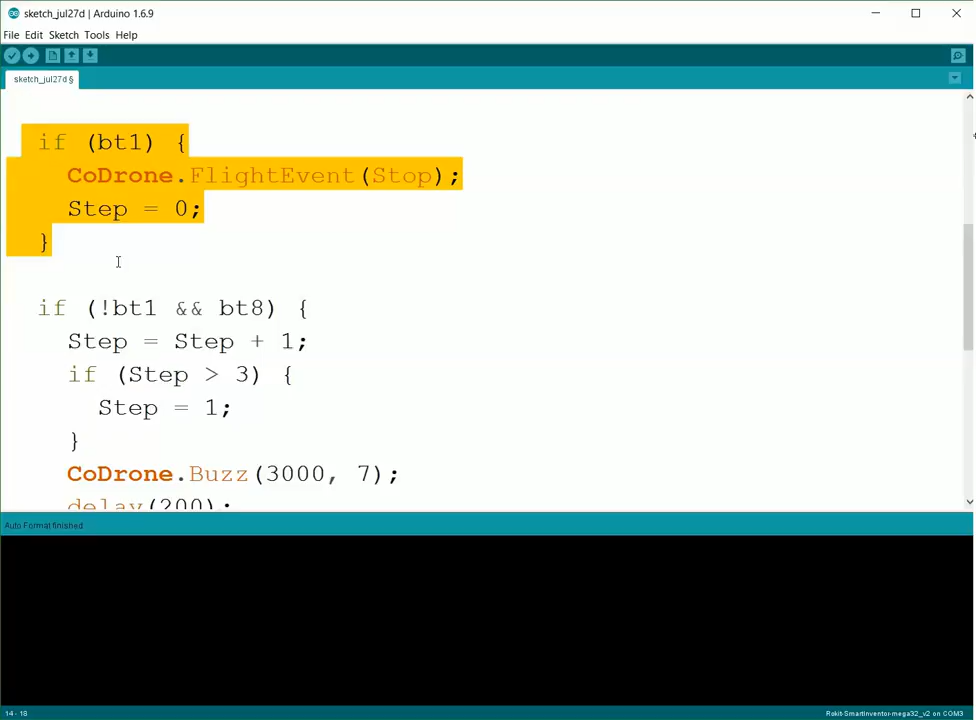 sketch_jul27d | Arduino 1.6.9
File Edit Sketch Tools Help
sketch_jul27d §
if (bt1) {
CoDrone.FlightEvent(Stop);
Step = 0;
}
if (!bt1 && bt8) {
Step = Step + 1;
if (Step > 3) {
Step = 1;
}
CoDrone.Buzz(3000, 7);
delay(200);
Auto Format finished.
14 - 18
Rokit-SmartInventor-mega32_v2 on COM3